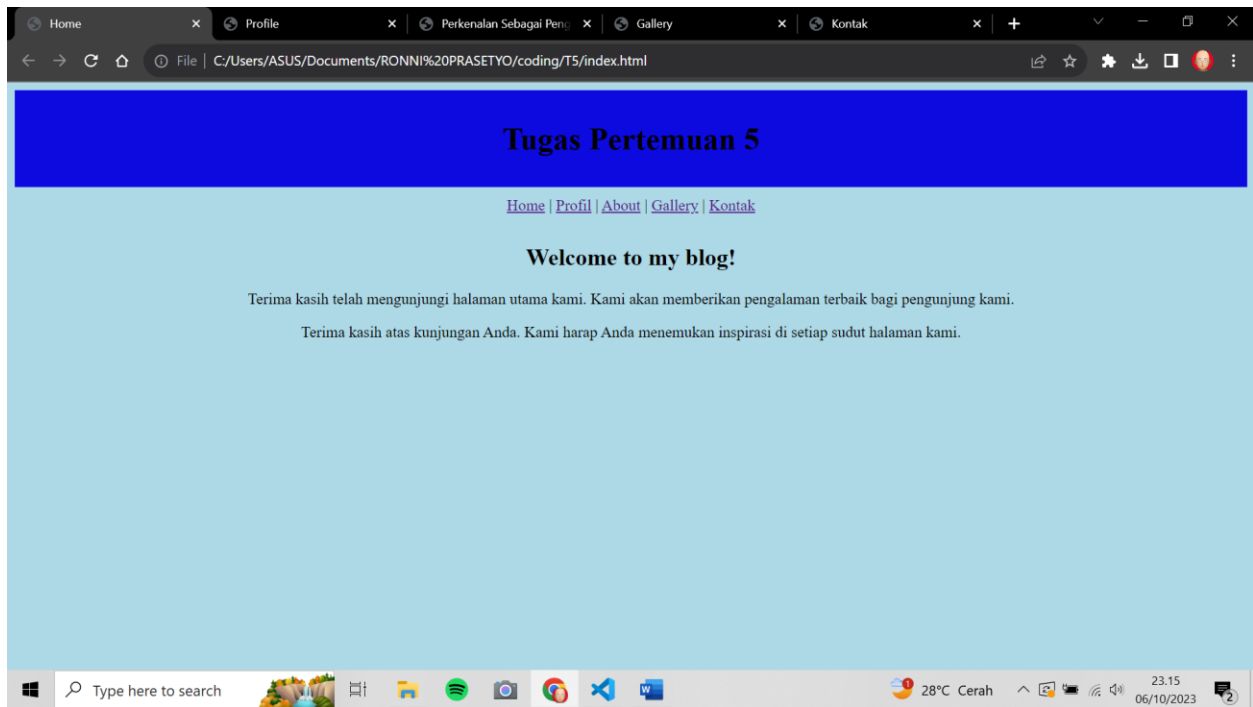 Home Profile Perkenalan Sebagai Peng Gallery Kontak
File C:/Users/ASUS/Documents/RONNI%20PRASETYO/coding/T5/index.html
Tugas Pertemuan 5
Home | Profil | About | Gallery | Kontak
Welcome to my blog!
Terima kasih telah mengunjungi halaman utama kami. Kami akan memberikan pengalaman terbaik bagi pengunjung kami.
Terima kasih atas kunjungan Anda. Kami harap Anda menemukan inspirasi di setiap sudut halaman kami.
Type here to search 1 28°C Cerah 23.15
06/10/2023 2